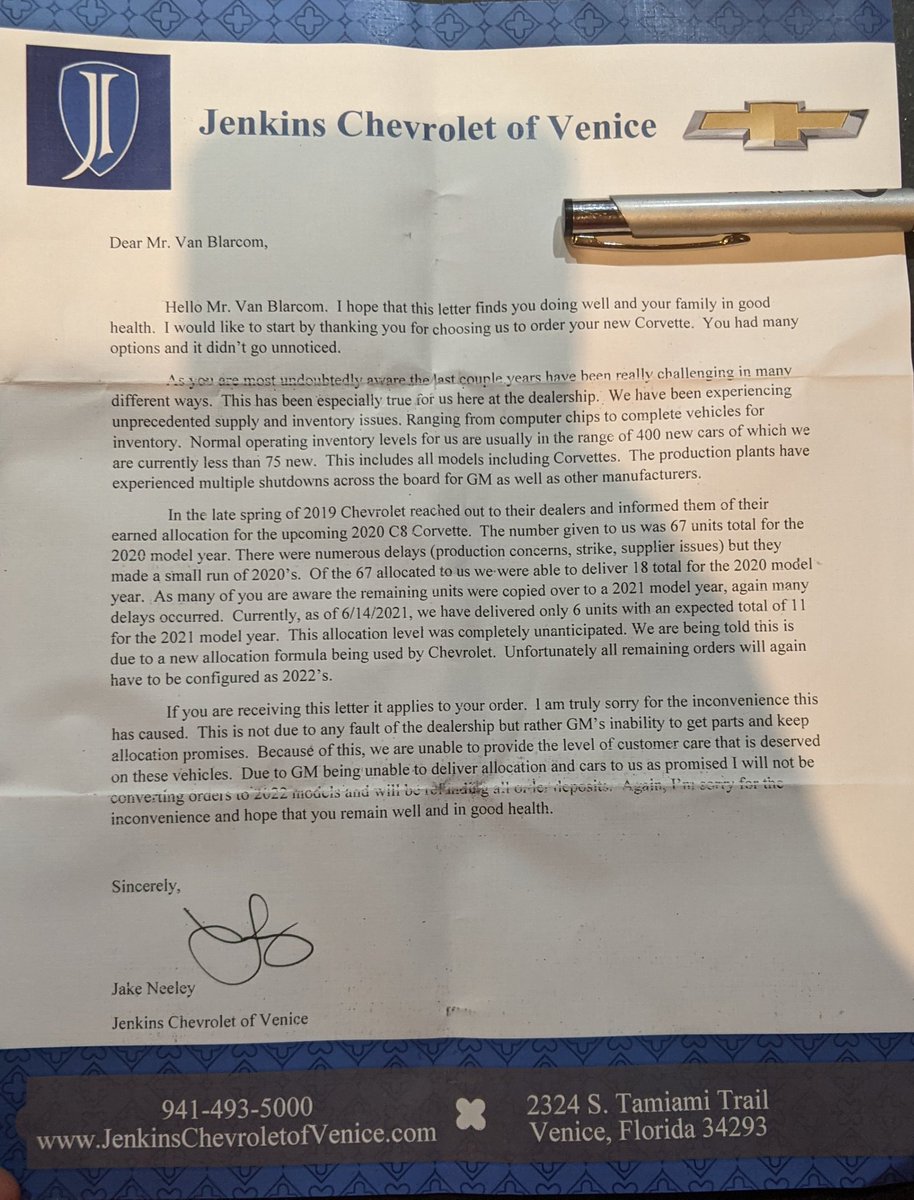 JI
Jenkins Chevrolet of Venice
Dear Mr. Van Blarcom,
Hello Mr. Van Blarcom. I hope that this letter finds you doing well and your family in good
health. I would like to start by thanking you for choosing us to order your new Corvette. You had many
options and it didn't go unnoticed.
As you are most undoubtedly aware the last couple years have been really challenging in many
different ways. This has been especially true for us here at the dealership. We have been experiencing
unprecedented supply and inventory issues. Ranging from computer chips to complete vehicles for
inventory. Normal operating inventory levels for us are usually in the range of 400 new cars of which we
are currently less than 75 new. This includes all models including Corvettes. The production plants have
experienced multiple shutdowns across the board for GM as well as other manufacturers.
In the late spring of 2019 Chevrolet reached out to their dealers and informed them of their
earned allocation for the upcoming 2020 C8 Corvette. The number given to us was 67 units total for the
2020 model year. There were numerous delays (production concerns, strike, supplier issues) but they
made a small run of 2020's. Of the 67 allocated to us we were able to deliver 18 total for the 2020 model
year. As many of you are aware the remaining units were copied over to a 2021 model year, again many
delays occurred. Currently, as of 6/14/2021, we have delivered only 6 units with an expected total of 11
for the 2021 model year. This allocation level was completely unanticipated. We are being told this is
due to a new allocation formula being used by Chevrolet. Unfortunately all remaining orders will again
have to be configured as 2022's.
If you are receiving this letter it applies to your order. I am truly sorry for the inconvenience this
has caused. This is not due to any fault of the dealership but rather GM's inability to get parts and keep
allocation promises. Because of this, we are unable to provide the level of customer care that is deserved
on these vehicles. Due to GM being unable to deliver allocation and cars to us as promised I will not be
converting orders to 2022 models and will be refunding all order deposits. Again, I'm sorry for the
inconvenience and hope that you remain well and in good health.
Sincerely,
Jake Neeley
Jenkins Chevrolet of Venice
941-493-5000
www.JenkinsChevroletofVenice.com
2324 S. Tamiami Trail
Venice, Florida 34293